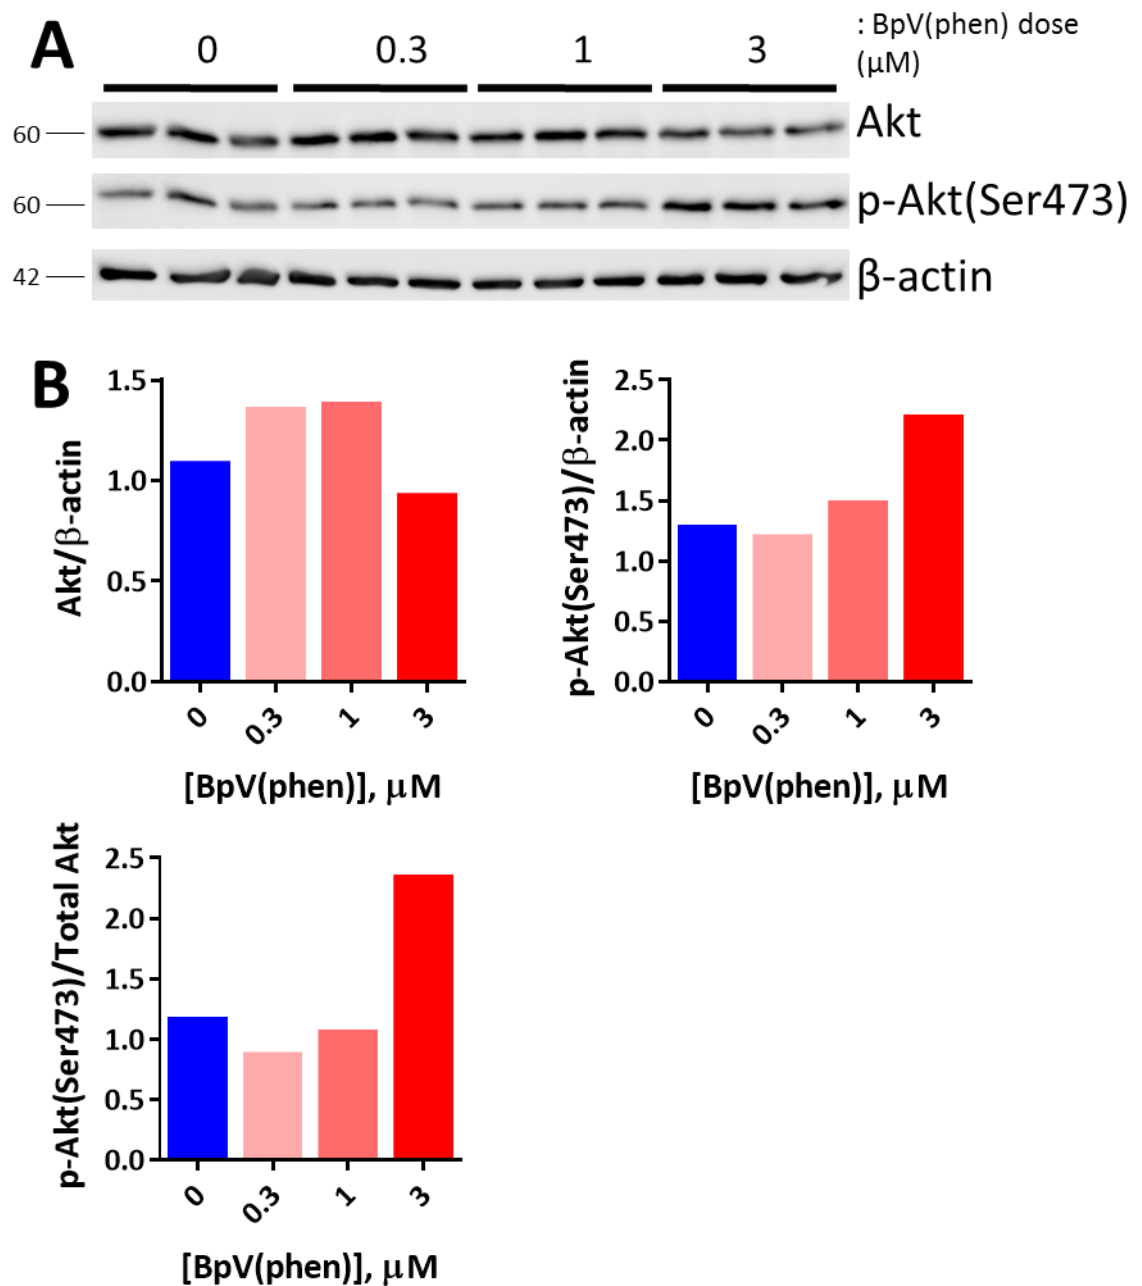 A
0 0.3 1 3 : BpV(phen) dose
(μM)
60 Akt
60 p-Akt(Ser473)
42 β-actin
B
Akt/β-actin
1.5
1.0
0.5
0.0
0 0.3 1 3
[BpV(phen)], μM
p-Akt(Ser473)/β-actin
2.5
2.0
1.5
1.0
0.5
0.0
0 0.3 1 3
[BpV(phen)], μM
p-Akt(Ser473)/Total Akt
2.5
2.0
1.5
1.0
0.5
0.0
0 0.3 1 3
[BpV(phen)], μM